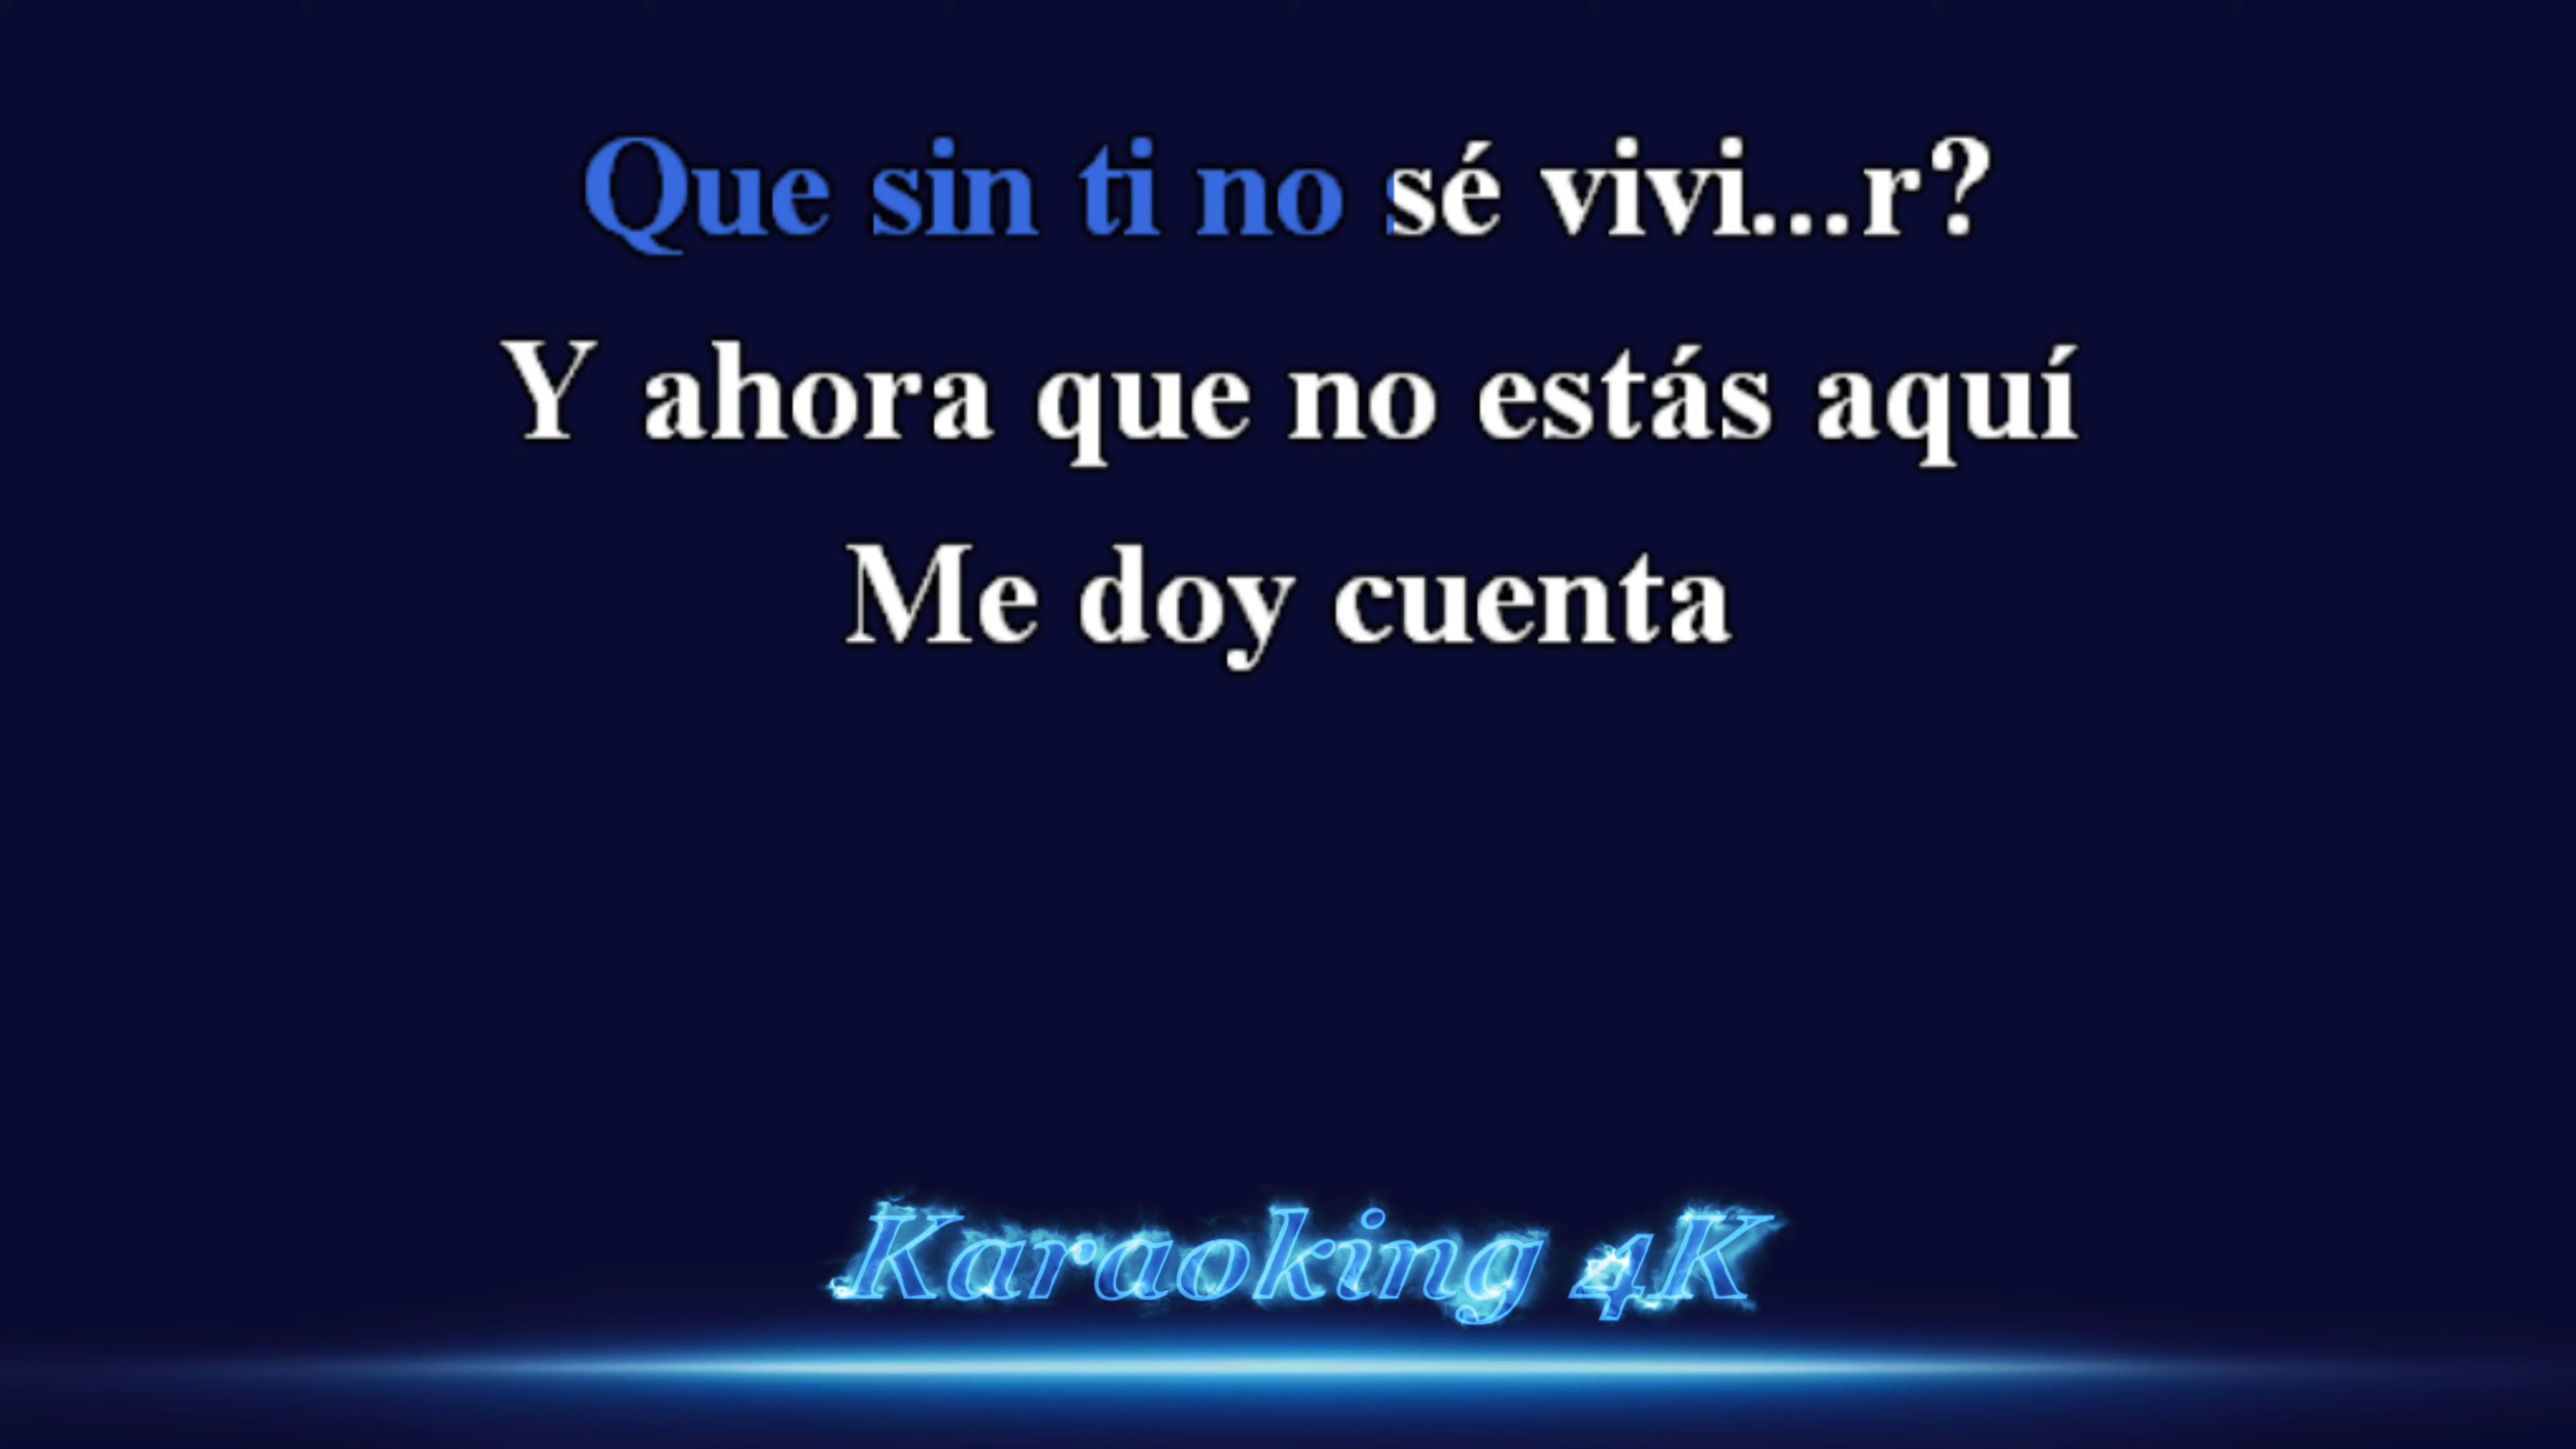 Que sin ti no sé vivi...r?
Y ahora que no estás aquí
Me doy cuenta
Karaoking 4K